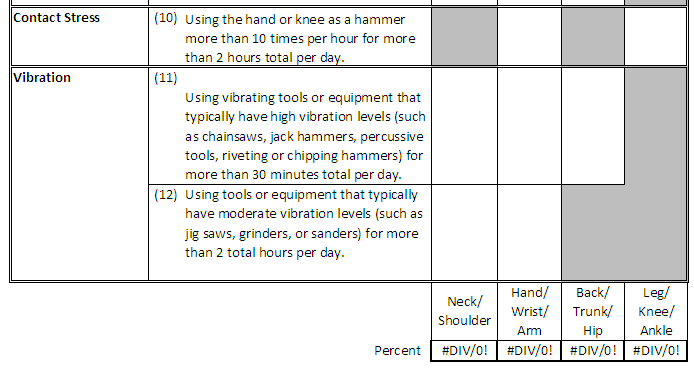 Contact Stress
(10) Using the hand or knee as a hammer
more than 10 times per hour for more
than 2 hours total per day.
Vibration
(11)
Using vibrating tools or equipment that
typically have high vibration levels (such
as chainsaws, jack hammers, percussive
tools, riveting or chipping hammers) for
more than 30 minutes total per day.
(12) Using tools or equipment that typically
have moderate vibration levels (such as
jig saws, grinders, or sanders) for more
than 2 total hours per day.
Neck/
Shoulder
Hand/
Wrist/
Arm
Back/
Trunk/
Hip
Leg/
Knee/
Ankle
Percent #DIV/0! #DIV/0! #DIV/0! #DIV/0!